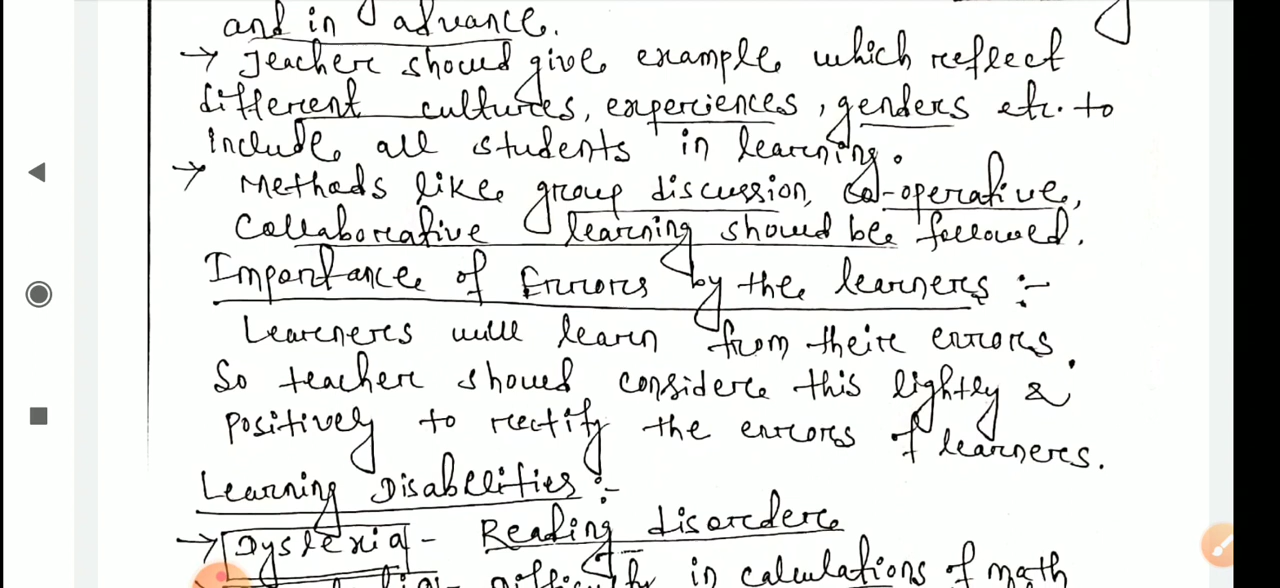 and in advance.
→ Teacher should give example which reflect
different cultures, experiences, genders etc. to
include all students in learning.
→ Methods like group discussion, co-operative,
collaborative learning should be followed.
Importance of Errors by the learners :-
Learners will learn from their errors.
So teacher should consider this lightly &
positively to rectify the errors of learners.
Learning Disabilities :-
→ Dyslexia - Reading disorder
difficulty in calculations of math